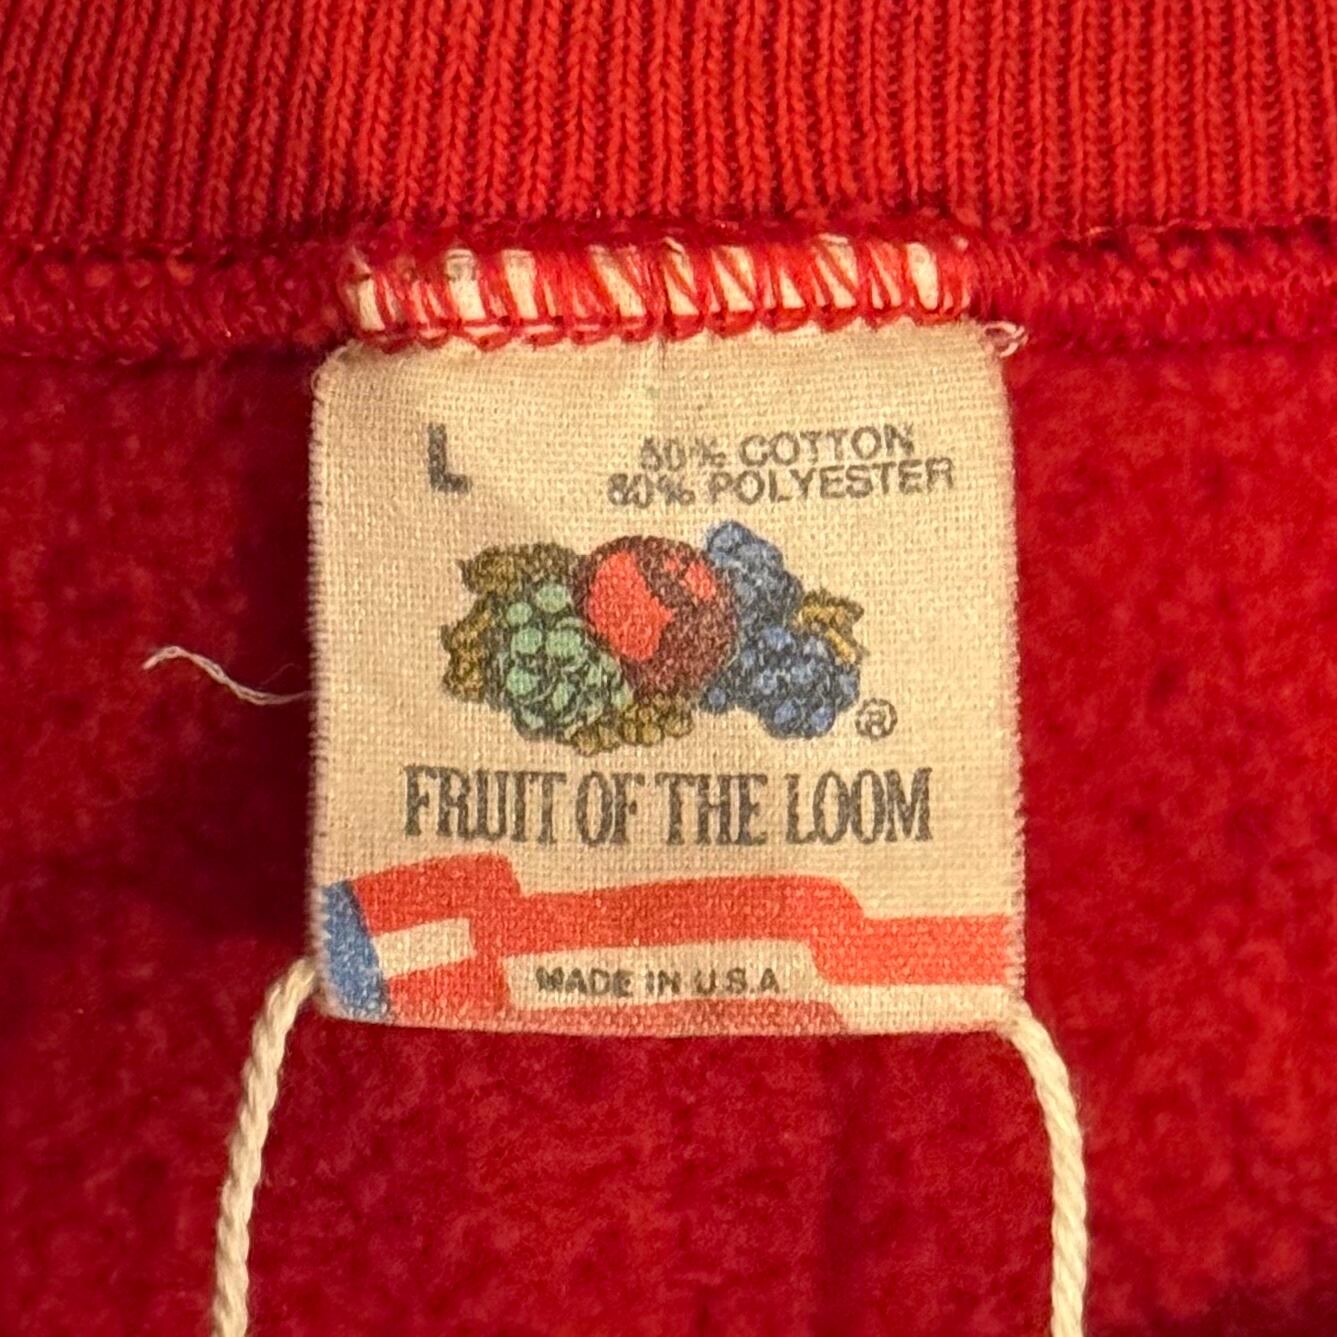 L
50% COTTON
50% POLYESTER
®
FRUIT OF THE LOOM
MADE IN U.S.A